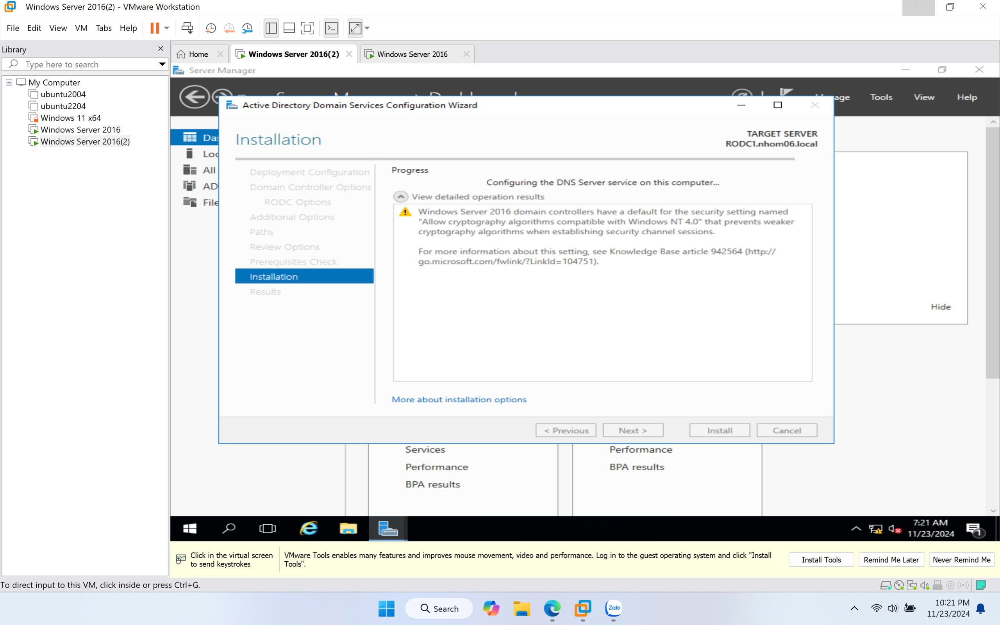 Windows Server 2016(2) - VMware Workstation
File Edit View VM Tabs Help
Library
Type here to search
My Computer
ubuntu2004
ubuntu2204
Windows 11 x64
Windows Server 2016
Windows Server 2016(2)
Home
Windows Server 2016(2)
Windows Server 2016
Server Manager
Tools View Help
Active Directory Domain Services Configuration Wizard
Installation
TARGET SERVER
RODC1.nhom06.local
All
AD
File
Deployment Configuration
Domain Controller Options
RODC Options
Additional Options
Paths
Review Options
Prerequisites Check
Installation
Results
Progress
Configuring the DNS Server service on this computer...
View detailed operation results
Windows Server 2016 domain controllers have a default for the security setting named
"Allow cryptography algorithms compatible with Windows NT 4.0" that prevents weaker
cryptography algorithms when establishing security channel sessions.
For more information about this setting, see Knowledge Base article 942564 (http://
go.microsoft.com/fwlink/?LinkId=104751).
More about installation options
< Previous
Next >
Install
Cancel
Hide
Services
Performance
BPA results
Performance
BPA results
7:21 AM
11/23/2024
1
Click in the virtual screen
to send keystrokes
VMware Tools enables many features and improves mouse movement, video and performance. Log in to the guest operating system and click "Install
Tools".
Install Tools
Remind Me Later
Never Remind Me
To direct input to this VM, click inside or press Ctrl+G.
Search
Zalo
10:21 PM
11/23/2024